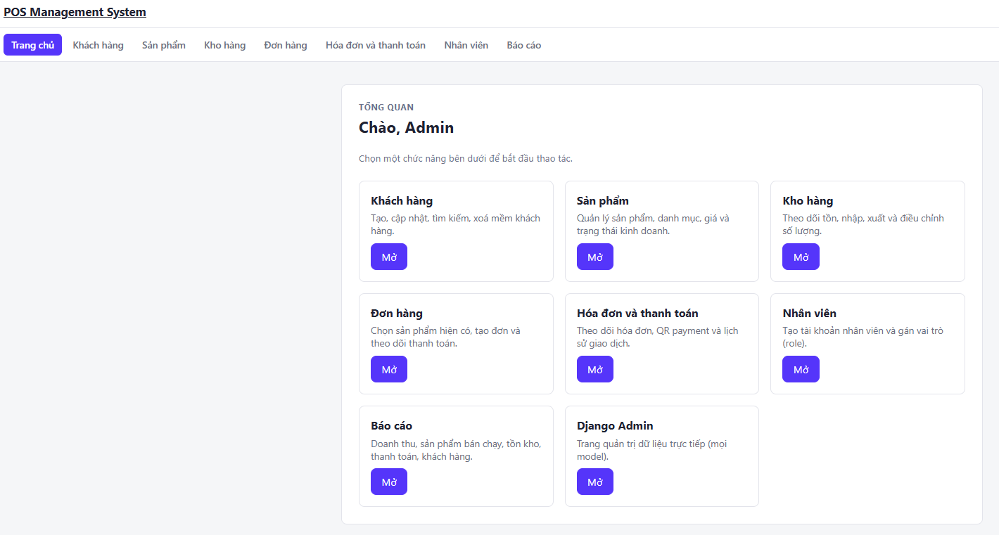 POS Management System
Trang chủ Khách hàng Sản phẩm Kho hàng Đơn hàng Hóa đơn và thanh toán Nhân viên Báo cáo
TỔNG QUAN
Chào, Admin
Chọn một chức năng bên dưới để bắt đầu thao tác.
Khách hàng
Tạo, cập nhật, tìm kiếm, xoá mềm khách
hàng.
Mở
Sản phẩm
Quản lý sản phẩm, danh mục, giá và
trạng thái kinh doanh.
Mở
Kho hàng
Theo dõi tồn, nhập, xuất và điều chỉnh
số lượng.
Mở
Đơn hàng
Chọn sản phẩm hiện có, tạo đơn và
theo dõi thanh toán.
Mở
Hóa đơn và thanh toán
Theo dõi hóa đơn, QR payment và lịch
sử giao dịch.
Mở
Nhân viên
Tạo tài khoản nhân viên và gán vai trò
(role).
Mở
Báo cáo
Doanh thu, sản phẩm bán chạy, tồn kho,
thanh toán, khách hàng.
Mở
Django Admin
Trang quản trị dữ liệu trực tiếp (mọi
model).
Mở